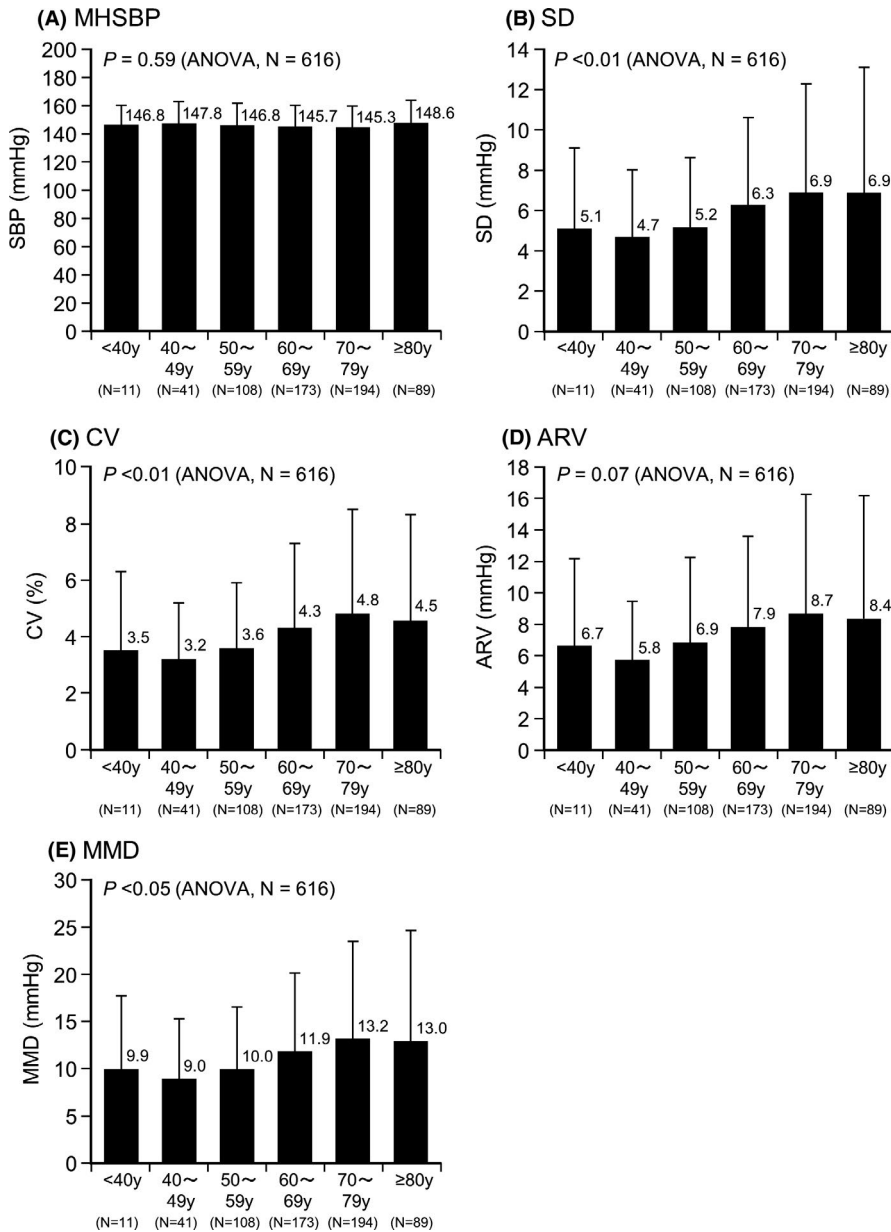 (A) MHSBP
P = 0.59 (ANOVA, N = 616)
SBP (mmHg)
200
180
160
140
120
100
80
60
40
20
0
146.8
147.8
146.8
145.7
145.3
148.6
<40y 40～ 50～ 60～ 70～ ≥80y
49y 59y 69y 79y
(N=11) (N=41) (N=108) (N=173) (N=194) (N=89)
(B) SD
P <0.01 (ANOVA, N = 616)
SD (mmHg)
14
12
10
8
6
4
2
0
5.1
4.7
5.2
6.3
6.9
6.9
<40y 40～ 50～ 60～ 70～ ≥80y
49y 59y 69y 79y
(N=11) (N=41) (N=108) (N=173) (N=194) (N=89)
(C) CV
P <0.01 (ANOVA, N = 616)
CV (%)
10
8
6
4
2
0
3.5
3.2
3.6
4.3
4.8
4.5
<40y 40～ 50～ 60～ 70～ ≥80y
49y 59y 69y 79y
(N=11) (N=41) (N=108) (N=173) (N=194) (N=89)
(D) ARV
P = 0.07 (ANOVA, N = 616)
ARV (mmHg)
18
16
14
12
10
8
6
4
2
0
6.7
5.8
6.9
7.9
8.7
8.4
<40y 40～ 50～ 60～ 70～ ≥80y
49y 59y 69y 79y
(N=11) (N=41) (N=108) (N=173) (N=194) (N=89)
(E) MMD
P <0.05 (ANOVA, N = 616)
MMD (mmHg)
30
25
20
15
10
5
0
9.9
9.0
10.0
11.9
13.2
13.0
<40y 40～ 50～ 60～ 70～ ≥80y
49y 59y 69y 79y
(N=11) (N=41) (N=108) (N=173) (N=194) (N=89)